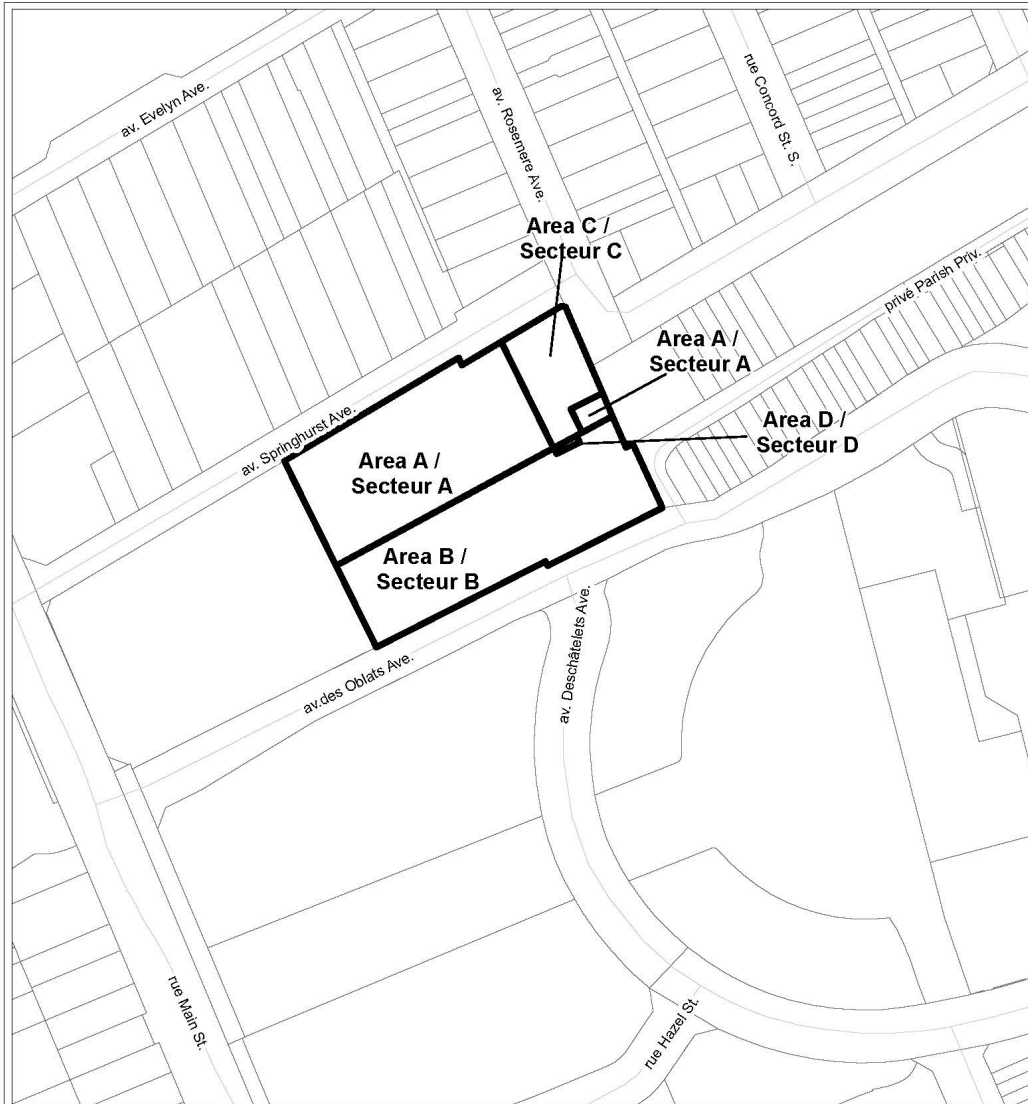 av. Evelyn Ave.
av. Rosemere Ave.
rue Concord St. S.
Area C /
Secteur C
privé Parish Priv.
Area A /
Secteur A
av. Springhurst Ave.
Area D /
Secteur D
Area A /
Secteur A
Area B /
Secteur B
av.des Oblats Ave.
av. Deschâtelets Ave.
rue Main St.
rue Hazel St.